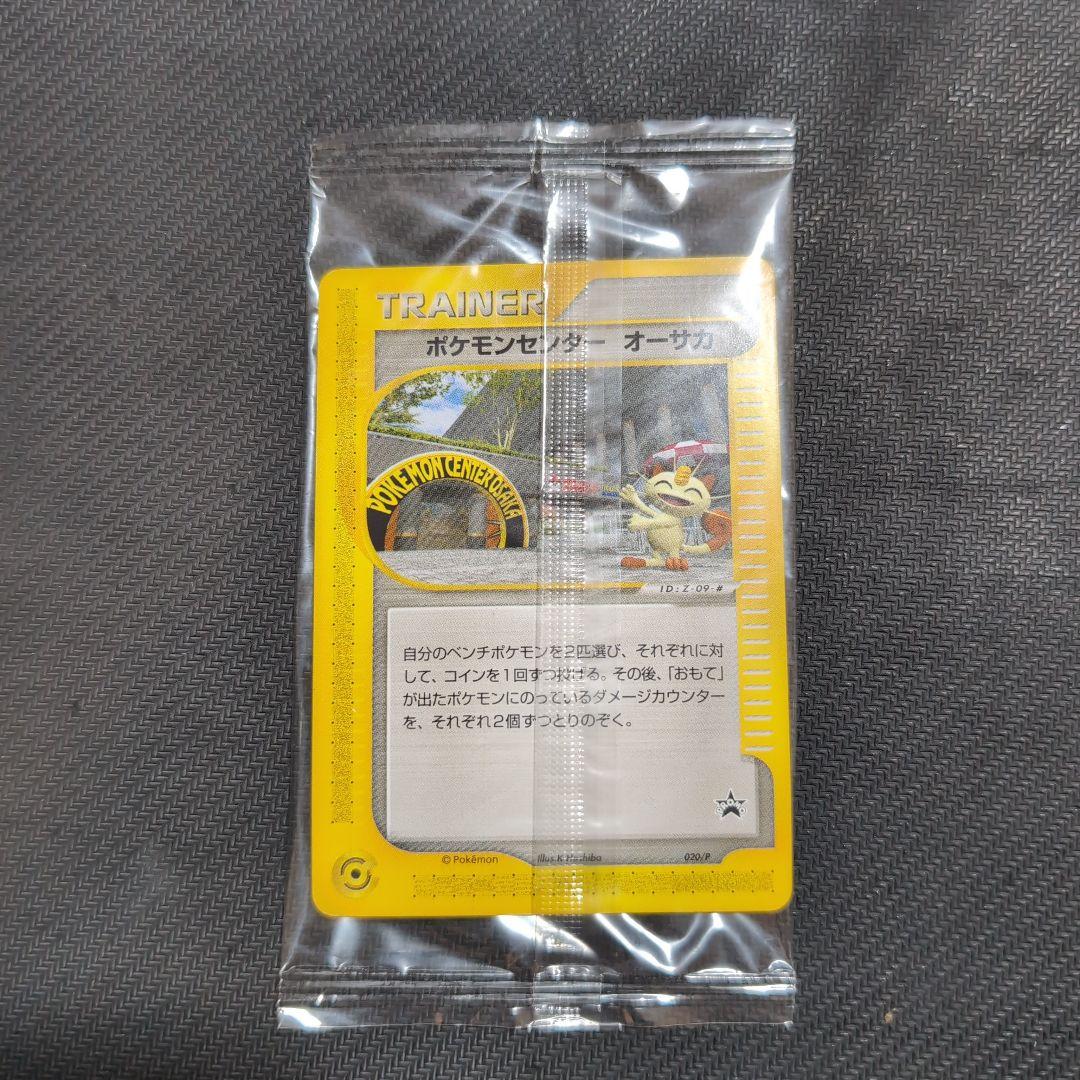 TRAINER
ポケモンセンター オーサカ
POKÉMON CENTER OSAKA
ID:Z-09-#
自分のベンチポケモンを2匹選び、それぞれに対
して、コインを1回ずつ投げる。その後、「おもて」
が出たポケモンにのっているダメージカウンター
を、それぞれ2個ずつとりのぞく。
PROMO
© Pokémon Illus.K.Hoshiba 020/P